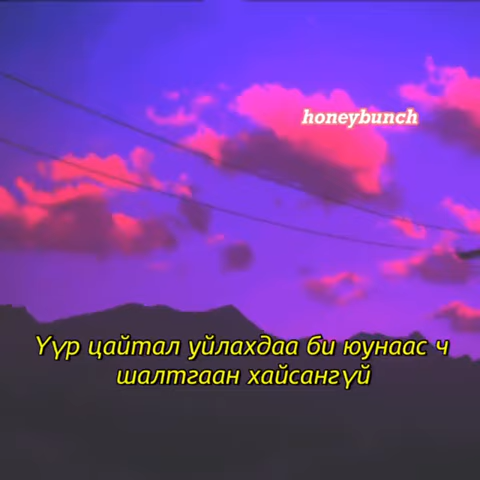 honeybunch
Үүр цайтал уйлахдаа би юунаас ч
шалтгаан хайсангүй